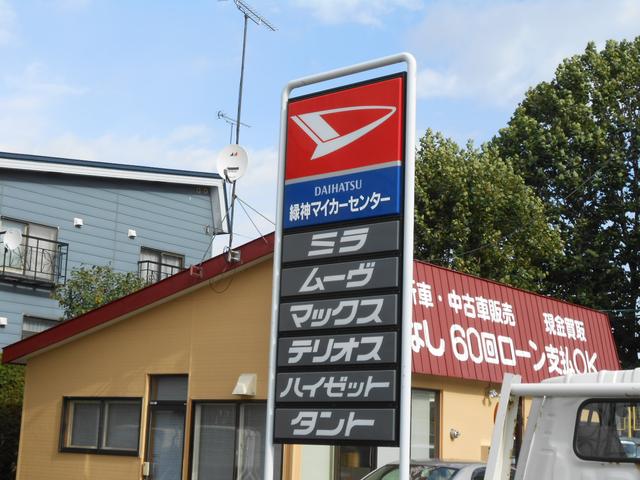 DAIHATSU
緑神マイカーセンター
ミラ
ムーヴ
マックス
テリオス
ハイゼット
タント
車・中古車販売 現金買取
なし 60回ローン支払OK